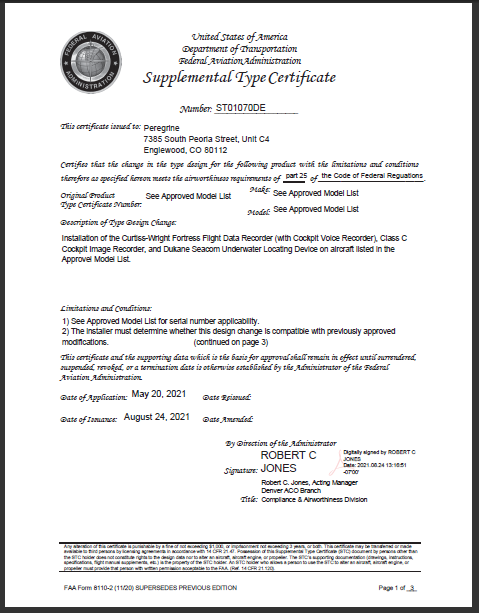 FEDERAL AVIATION
ADMINISTRATION
United States of America
Department of Transportation
Federal Aviation Administration
Supplemental Type Certificate
Number: ST01070DE
This certificate issued to: Peregrine
7385 South Peoria Street, Unit C4
Englewood, CO 80112
Certifies that the change in the type design for the following product with the limitations and conditions
therefore as specified hereon meets the airworthiness requirements of part 25 of the Code of Federal Reguations.
Original Product
Type Certificate Number: See Approved Model List
Make: See Approved Model List
Model: See Approved Model List
Description of Type Design Change:
Installation of the Curtiss-Wright Fortress Flight Data Recorder (with Cockpit Voice Recorder), Class C
Cockpit Image Recorder, and Dukane Seacom Underwater Locating Device on aircraft listed in the
Approvel Model List.
Limitations and Conditions:
1) See Approved Model List for serial number applicability.
2) The installer must determine whether this design change is compatible with previously approved
modifications. (continued on page 3)
This certificate and the supporting data which is the basis for approval shall remain in effect until surrendered,
suspended, revoked, or a termination date is otherwise established by the Administrator of the Federal
Aviation Administration.
Date of Application: May 20, 2021 Date Reissued:
Date of Issuance: August 24, 2021 Date Amended:
By Direction of the Administrator
Signature: ROBERT C
JONES
Digitally signed by ROBERT C
JONES
Date: 2021.08.24 13:16:51
-07'00'
Robert C. Jones, Acting Manager
Denver ACO Branch
Title: Compliance & Airworthiness Division
Any alteration of this certificate is punishable by a fine of not exceeding $1,000, or imprisonment not exceeding 3 years, or both. This certificate may be transferred or made
available to third persons by licensing agreements in accordance with 14 CFR 21.47. Possession of this Supplemental Type Certificate (STC) document by persons other than
the STC holder does not constitute rights to the design data nor to alter an aircraft, aircraft engine, or propeller. The STC's supporting documentation (drawings, instructions,
specifications, flight manual supplements, etc.) is the property of the STC holder. An STC holder who allows a person to use the STC to alter an aircraft, aircraft engine, or
propeller must provide that person with written permission acceptable to the FAA. (Ref. 14 CFR 21.120).
FAA Form 8110-2 (11/20) SUPERSEDES PREVIOUS EDITION Page 1 of 3